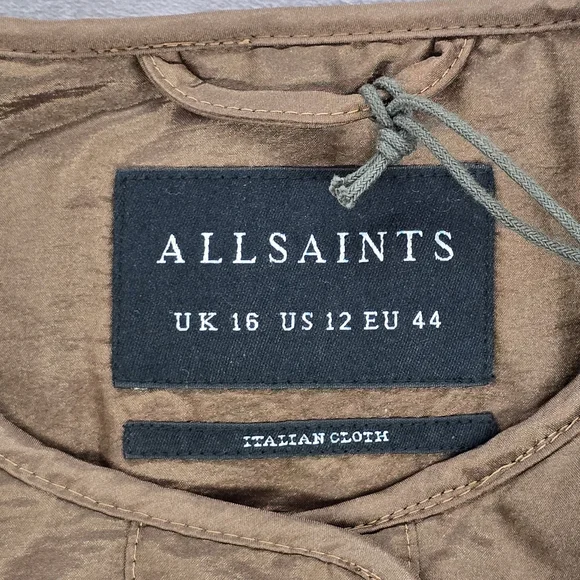 ALLSAINTS
UK 16 US 12 EU 44
ITALIAN CLOTH